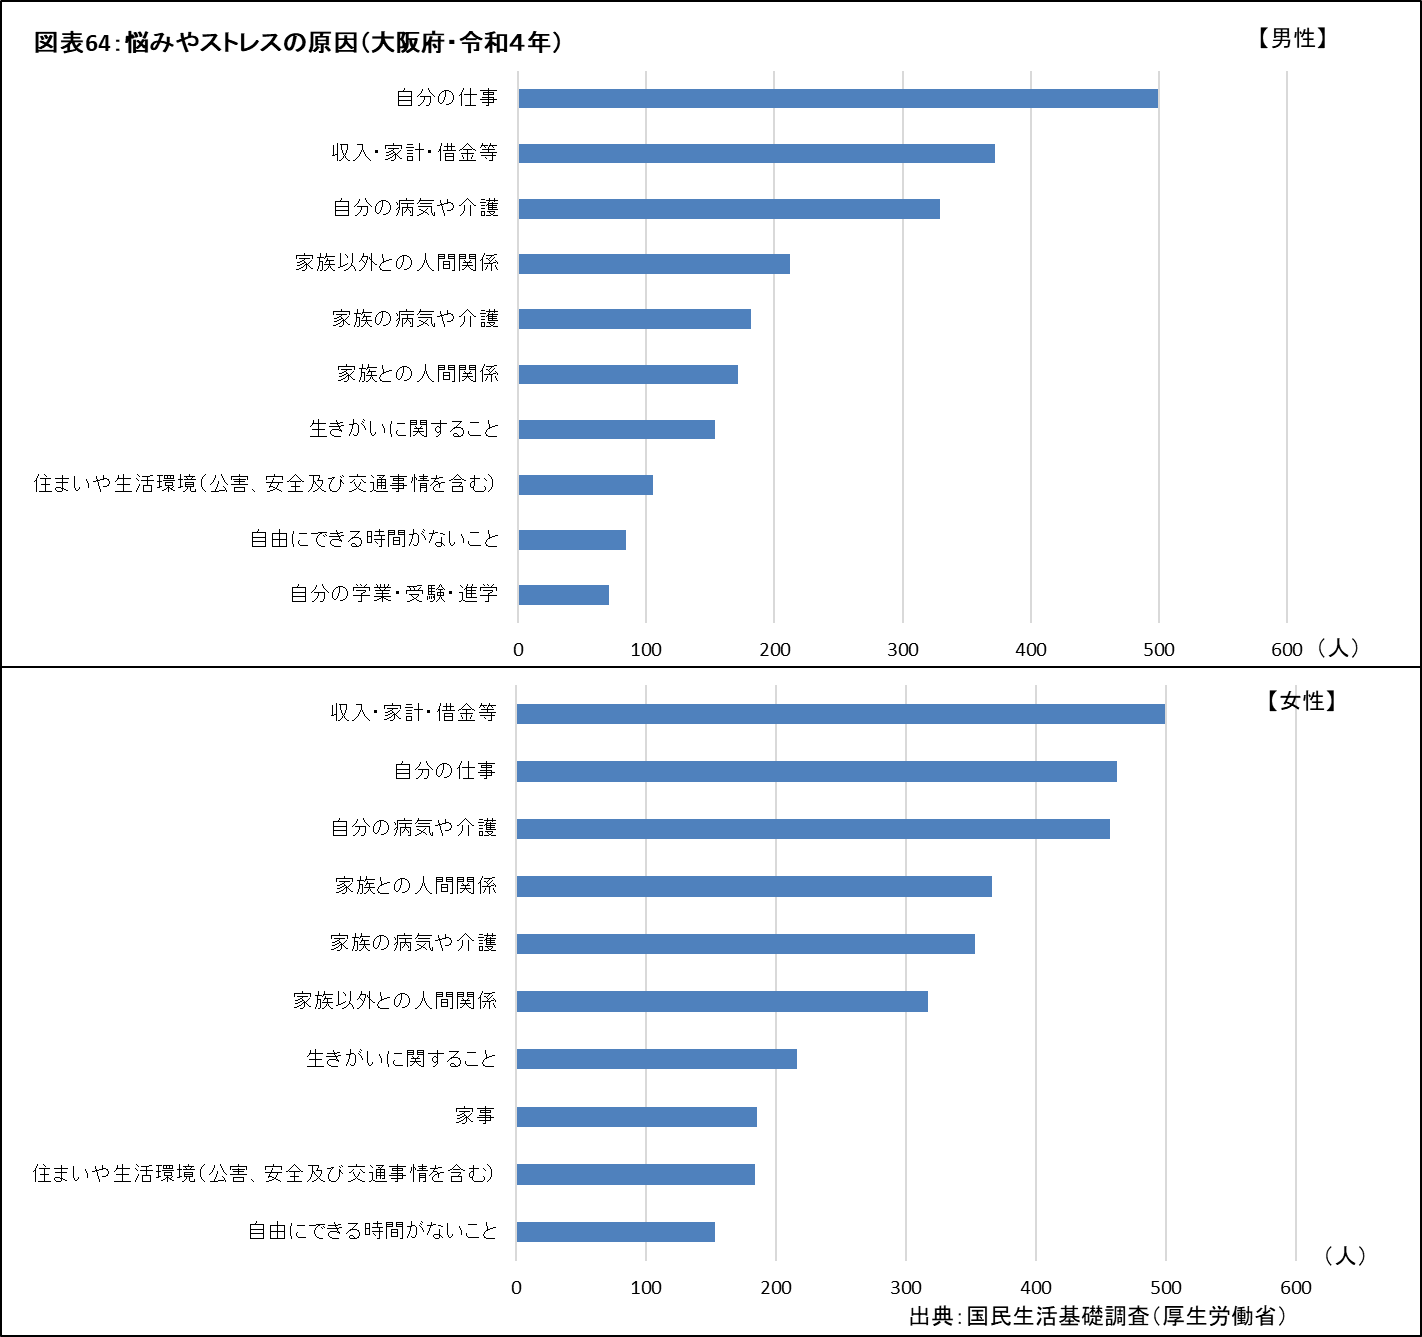 図表64：悩みやストレスの原因（大阪府・令和４年）
【男性】
自分の仕事
収入・家計・借金等
自分の病気や介護
家族以外との人間関係
家族の病気や介護
家族との人間関係
生きがいに関すること
住まいや生活環境（公害、安全及び交通事情を含む）
自由にできる時間がないこと
自分の学業・受験・進学
0 100 200 300 400 500 600 （人）
【女性】
収入・家計・借金等
自分の仕事
自分の病気や介護
家族との人間関係
家族の病気や介護
家族以外との人間関係
生きがいに関すること
家事
住まいや生活環境（公害、安全及び交通事情を含む）
自由にできる時間がないこと
（人）
0 100 200 300 400 500 600
出典：国民生活基礎調査（厚生労働省）